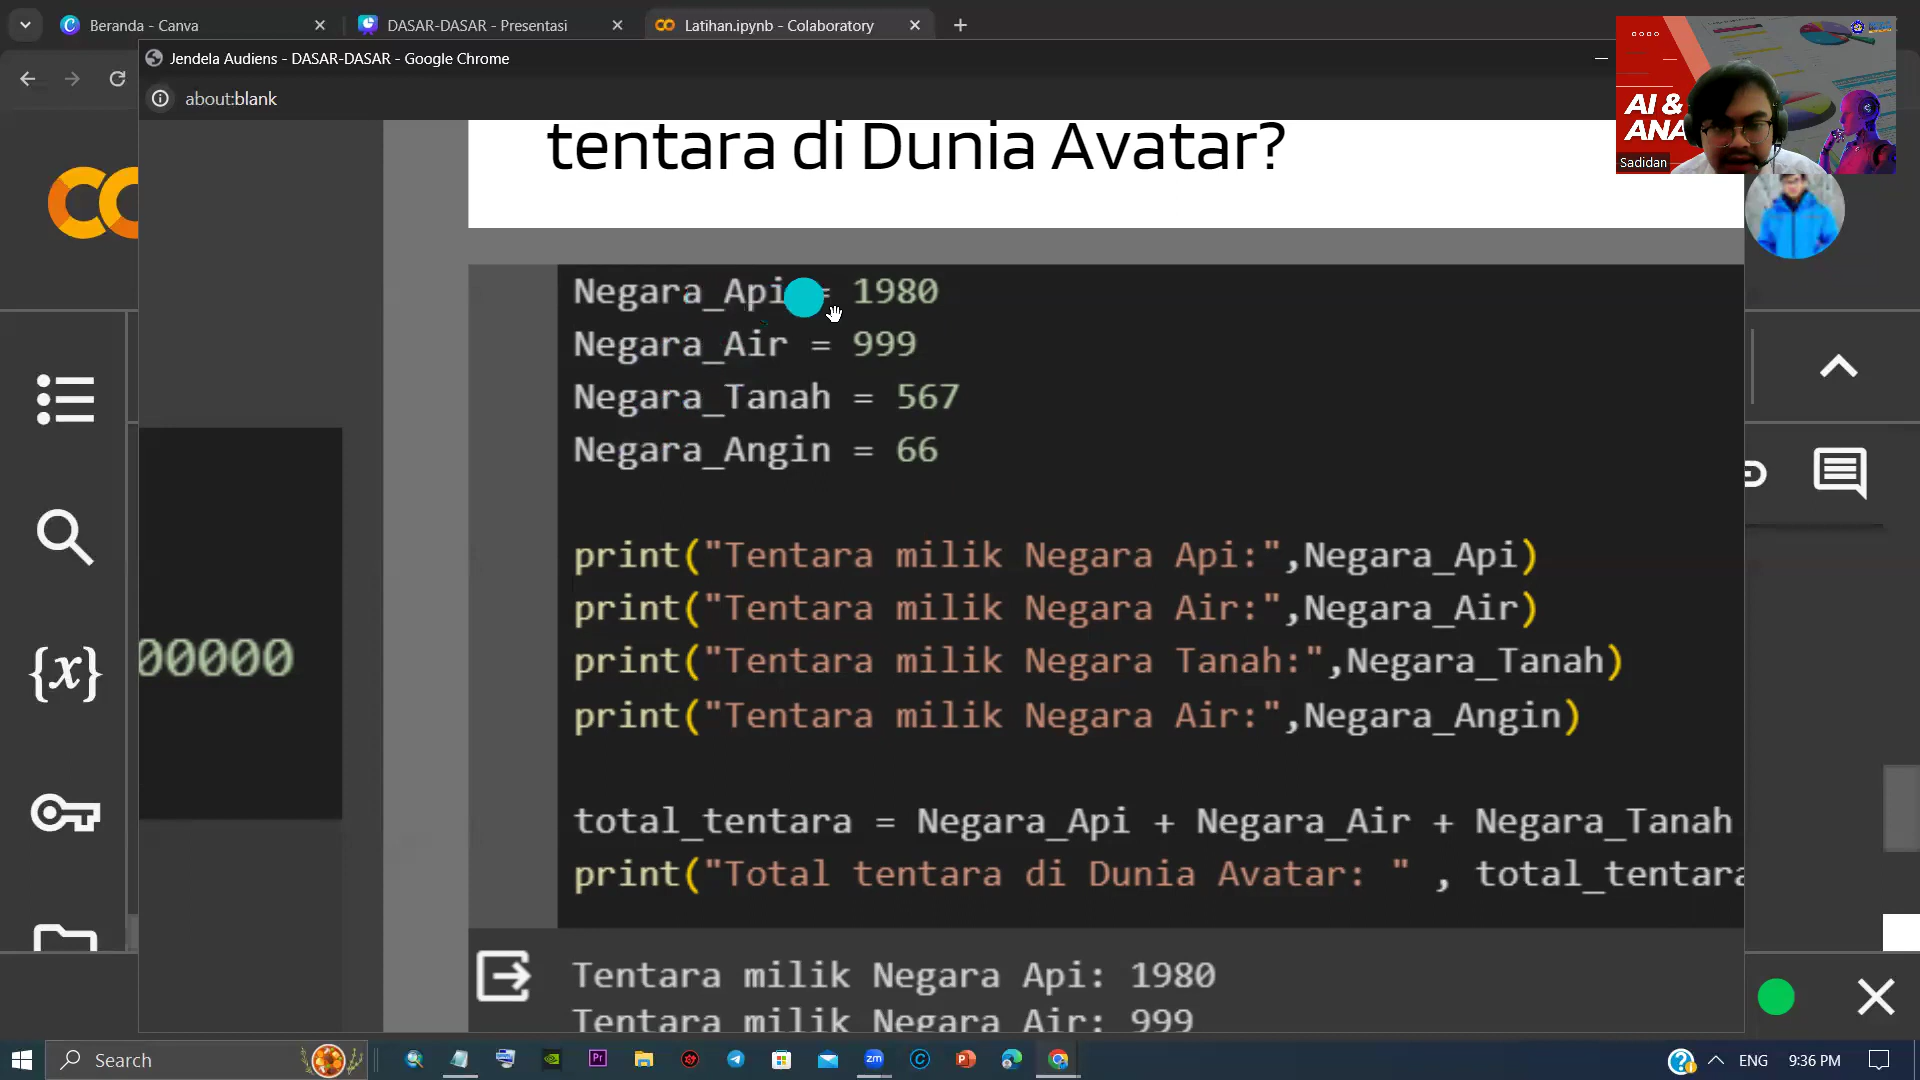 Beranda - Canva
DASAR-DASAR - Presentasi
Latihan.ipynb - Colaboratory
Jendela Audiens - DASAR-DASAR - Google Chrome
about:blank
AI &
ANA
Sadidan
tentara di Dunia Avatar?
Negara_Api = 1980
Negara_Air = 999
Negara_Tanah = 567
Negara_Angin = 66
print("Tentara milik Negara Api:",Negara_Api)
print("Tentara milik Negara Air:",Negara_Air)
00000
print("Tentara milik Negara Tanah:",Negara_Tanah)
print("Tentara milik Negara Air:",Negara_Angin)
total_tentara = Negara_Api + Negara_Air + Negara_Tanah
print("Total tentara di Dunia Avatar: " , total_tentara
Tentara milik Negara Api: 1980
Tentara milik Negara Air: 999
Search
ENG
9:36 PM